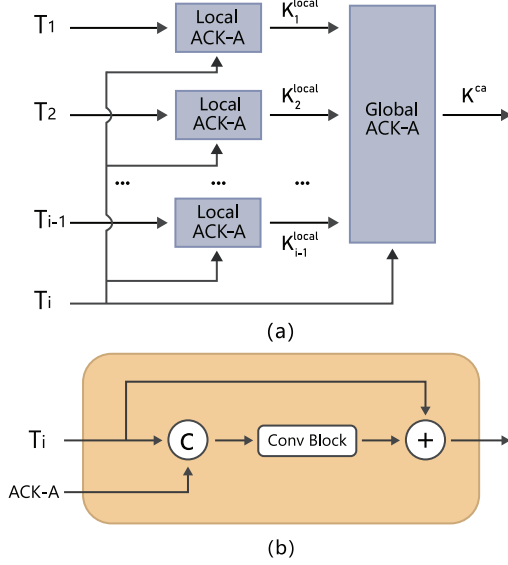 T1
Local
ACK-A
K1local
T2
Local
ACK-A
K2local
Global
ACK-A
Kca
...
...
...
Ti-1
Local
ACK-A
Ki-1local
Ti
(a)
Ti
C
Conv Block
+
ACK-A
(b)